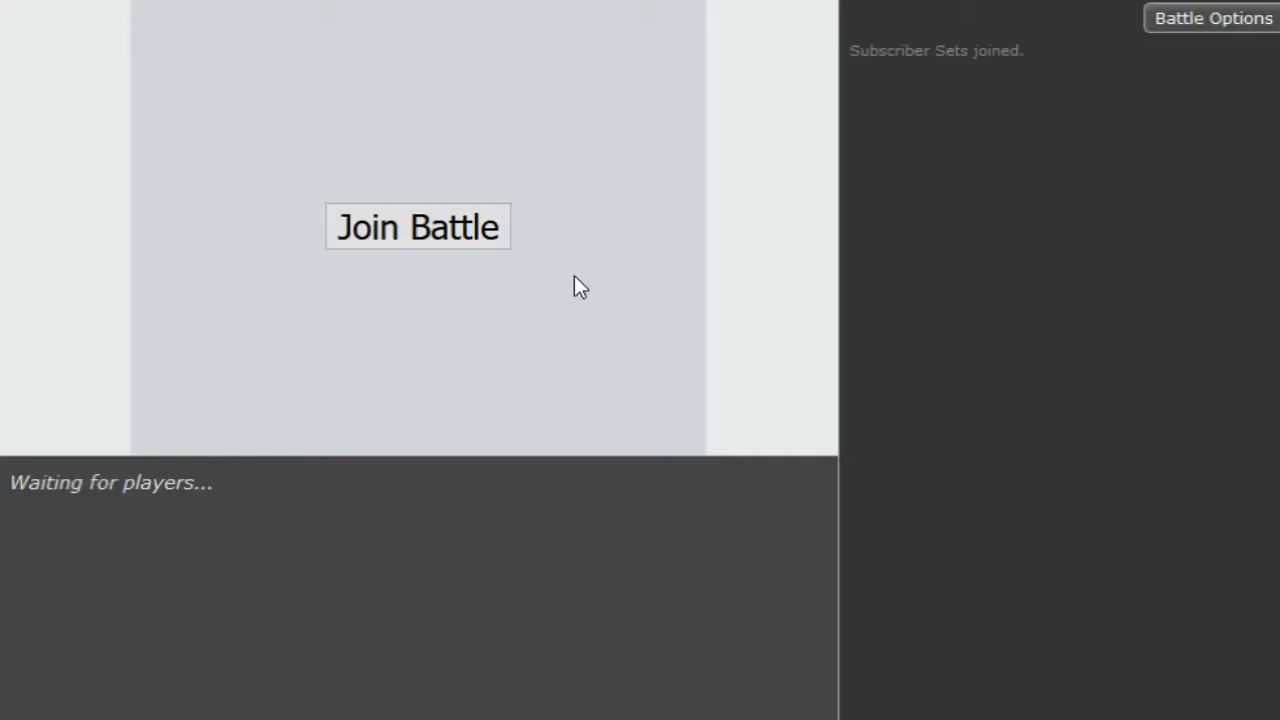 Battle Options
Subscriber Sets joined.
Join Battle
Waiting for players...